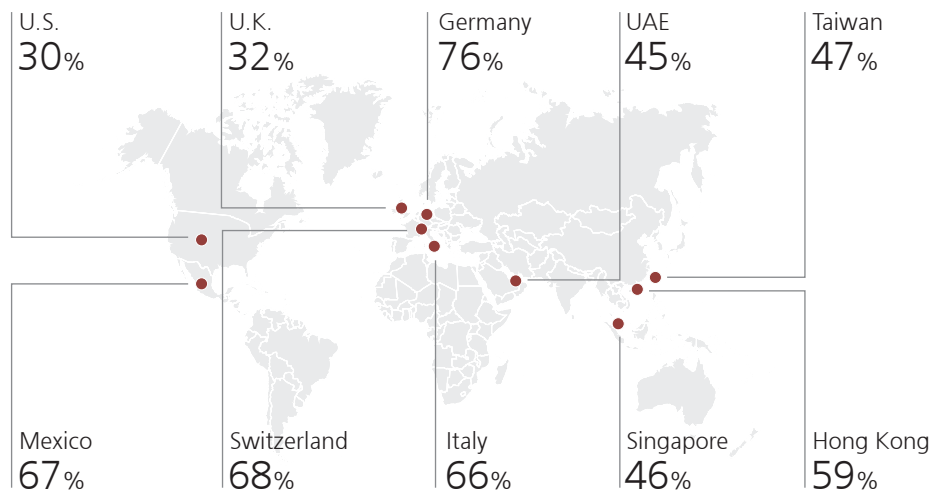 U.S.
30%
U.K.
32%
Germany
76%
UAE
45%
Taiwan
47%
Mexico
67%
Switzerland
68%
Italy
66%
Singapore
46%
Hong Kong
59%